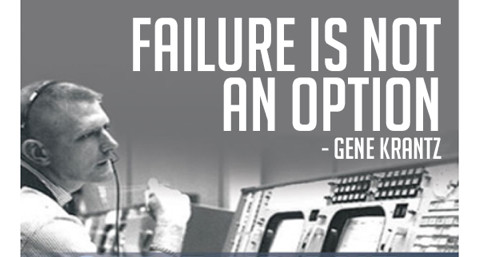 FAILURE IS NOT
AN OPTION
- GENE KRANTZ